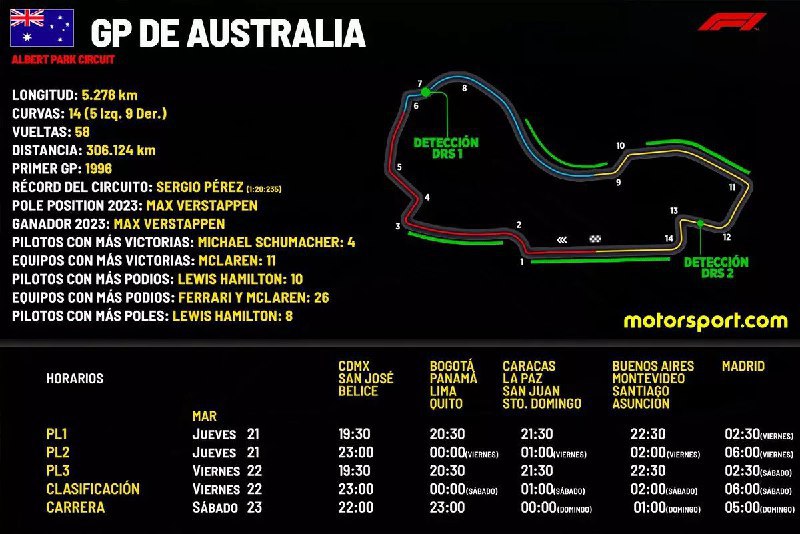 GP DE AUSTRALIA
F1
ALBERT PARK CIRCUIT
LONGITUD: 5.278 km
CURVAS: 14 (5 Izq. 9 Der.)
VUELTAS: 58
DISTANCIA: 306.124 km
PRIMER GP: 1996
RÉCORD DEL CIRCUITO: SERGIO PÉREZ (1:20:235)
POLE POSITION 2023: MAX VERSTAPPEN
GANADOR 2023: MAX VERSTAPPEN
PILOTOS CON MÁS VICTORIAS: MICHAEL SCHUMACHER: 4
EQUIPOS CON MÁS VICTORIAS: MCLAREN: 11
PILOTOS CON MÁS PODIOS: LEWIS HAMILTON: 10
EQUIPOS CON MÁS PODIOS: FERRARI Y MCLAREN: 26
PILOTOS CON MÁS POLES: LEWIS HAMILTON: 8
1
2
3
4
5
6
7
8
9
10
11
12
13
14
DETECCIÓN
DRS 1
DETECCIÓN
DRS 2
motorsport.com
HORARIOS
CDMX
SAN JOSÉ
BELICE
BOGOTÁ
PANAMÁ
LIMA
QUITO
CARACAS
LA PAZ
SAN JUAN
STO. DOMINGO
BUENOS AIRES
MONTEVIDEO
SANTIAGO
ASUNCIÓN
MADRID
MAR
PL1 JUEVES 21 19:30 20:30 21:30 22:30 02:30(VIERNES)
PL2 JUEVES 21 23:00 00:00(VIERNES) 01:00(VIERNES) 02:00(VIERNES) 06:00(VIERNES)
PL3 VIERNES 22 19:30 20:30 21:30 22:30 02:30(SÁBADO)
CLASIFICACIÓN VIERNES 22 23:00 00:00(SÁBADO) 01:00(SÁBADO) 02:00(SÁBADO) 06:00(SÁBADO)
CARRERA SÁBADO 23 22:00 23:00 00:00(DOMINGO) 01:00(DOMINGO) 05:00(DOMINGO)